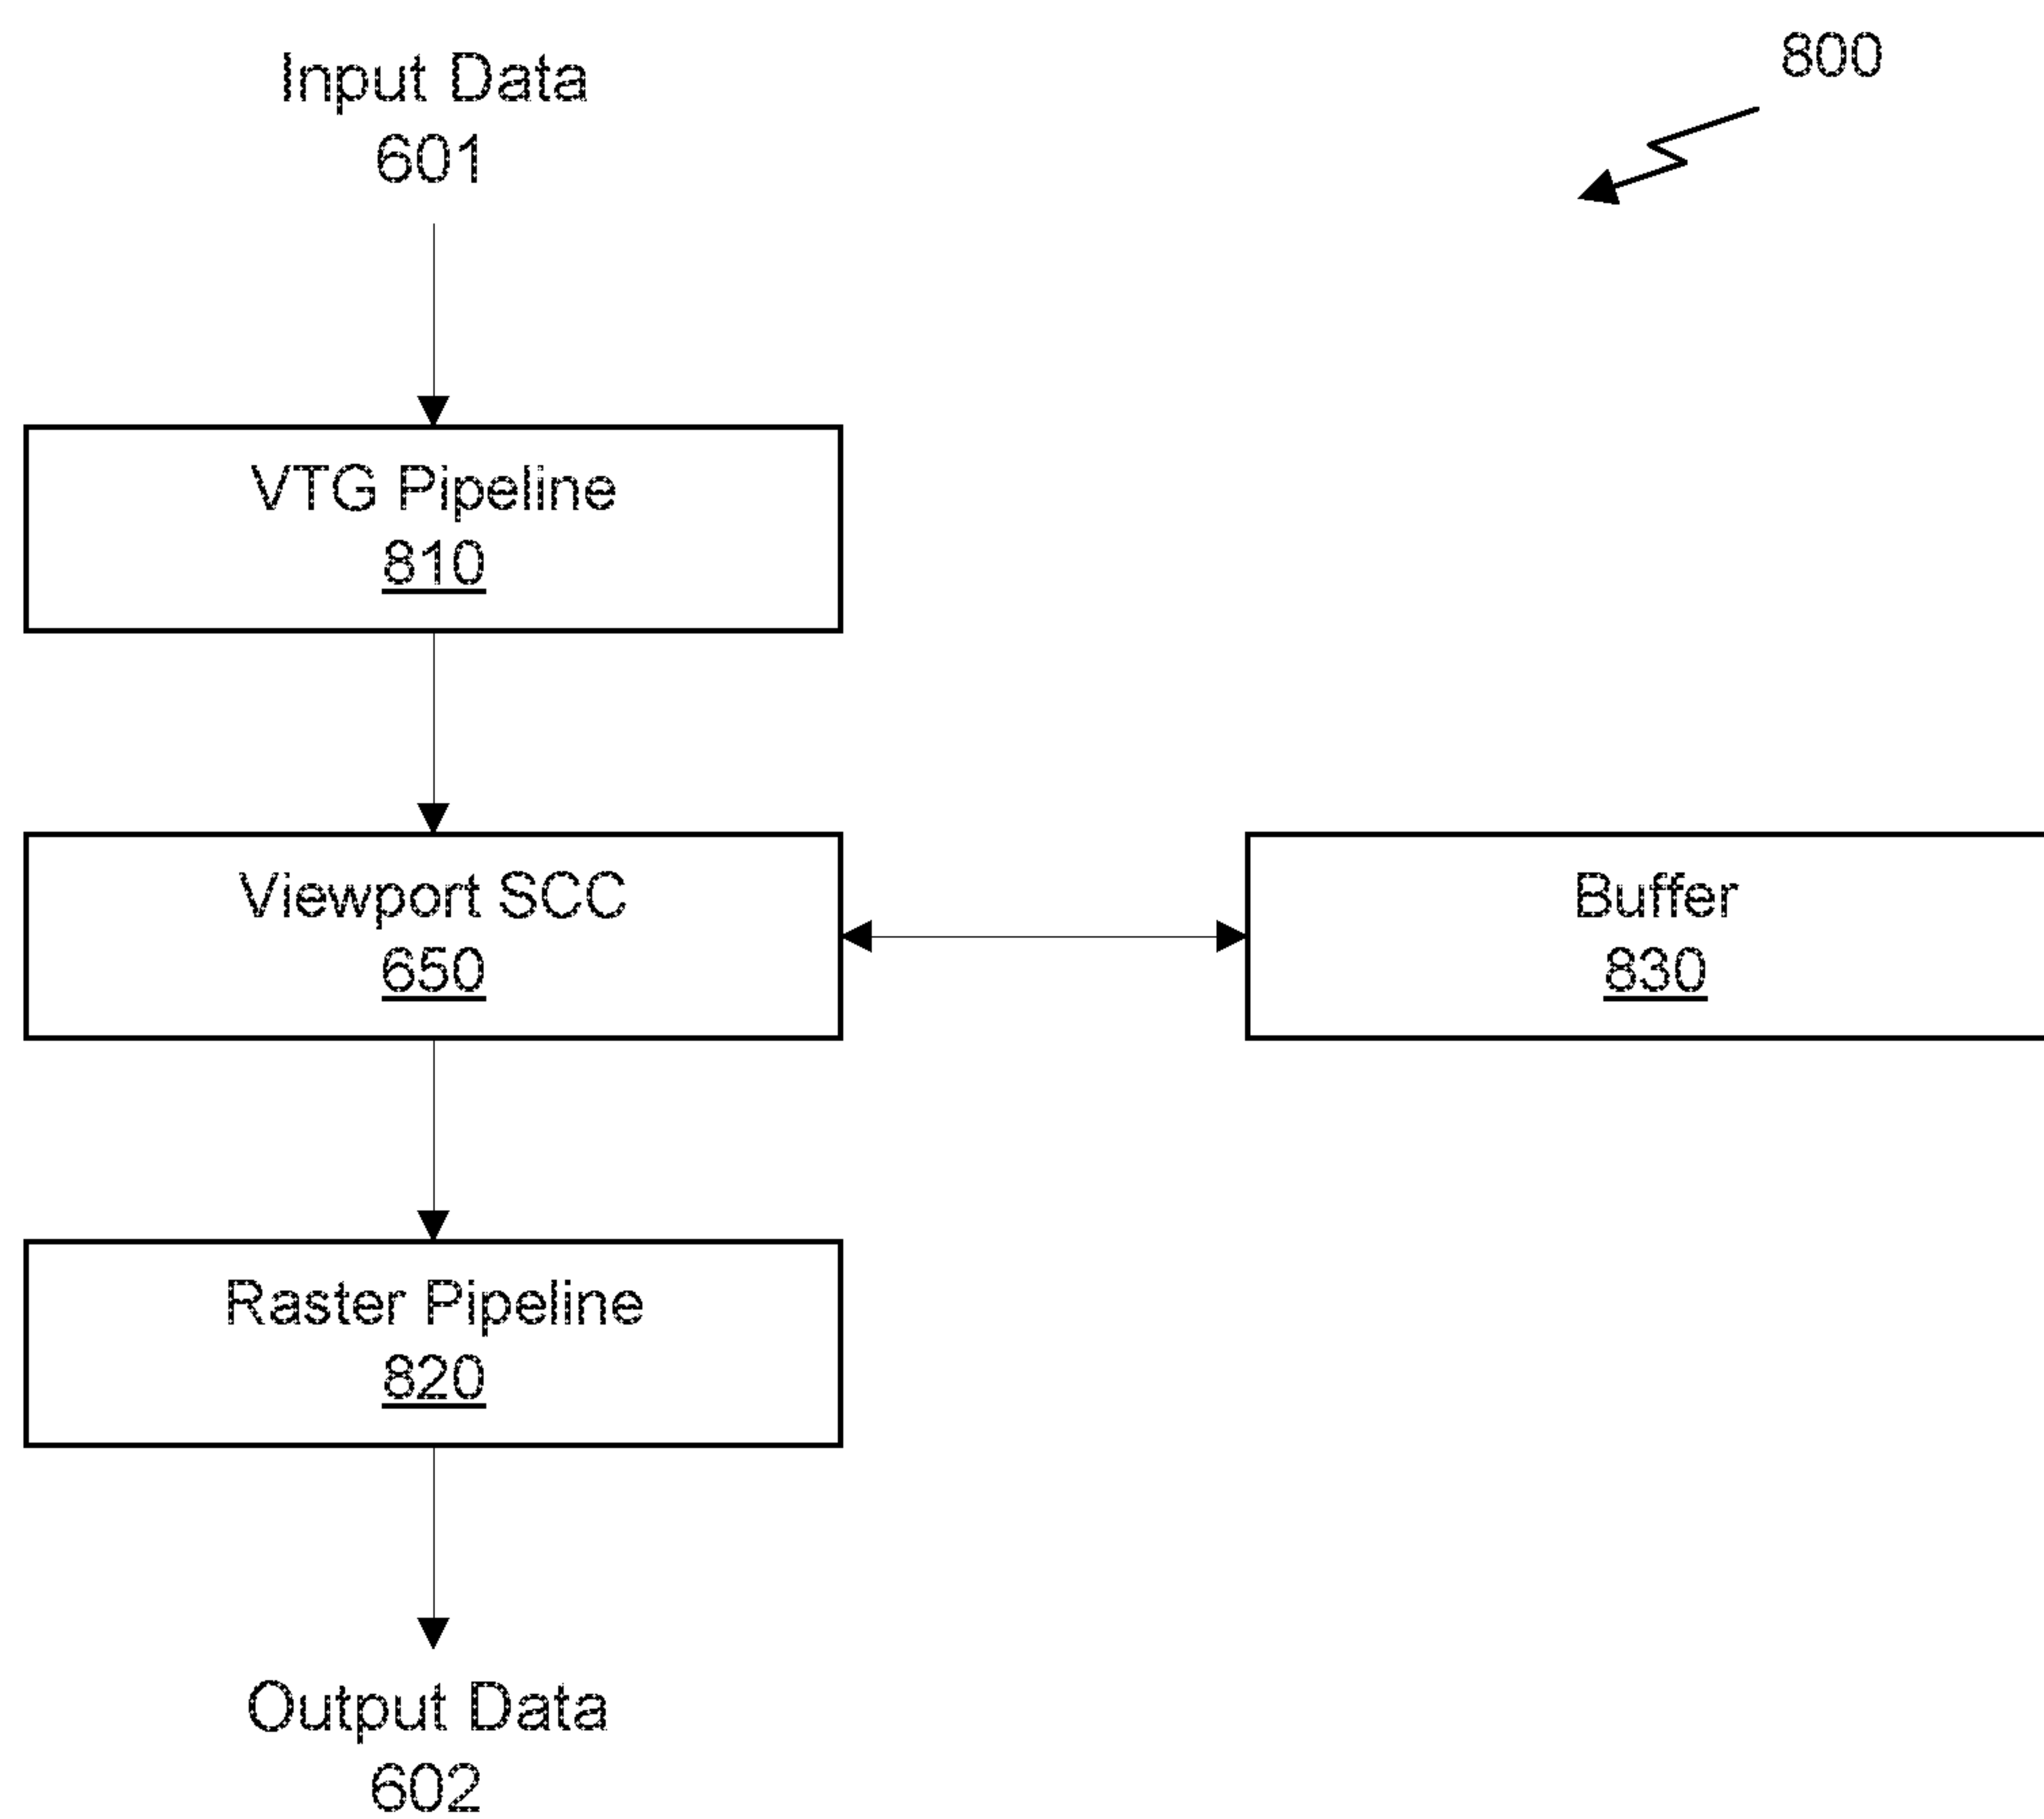 800
Input Data
601
VTG Pipeline
810
Viewport SCC
650
Buffer
830
Raster Pipeline
820
Output Data
602